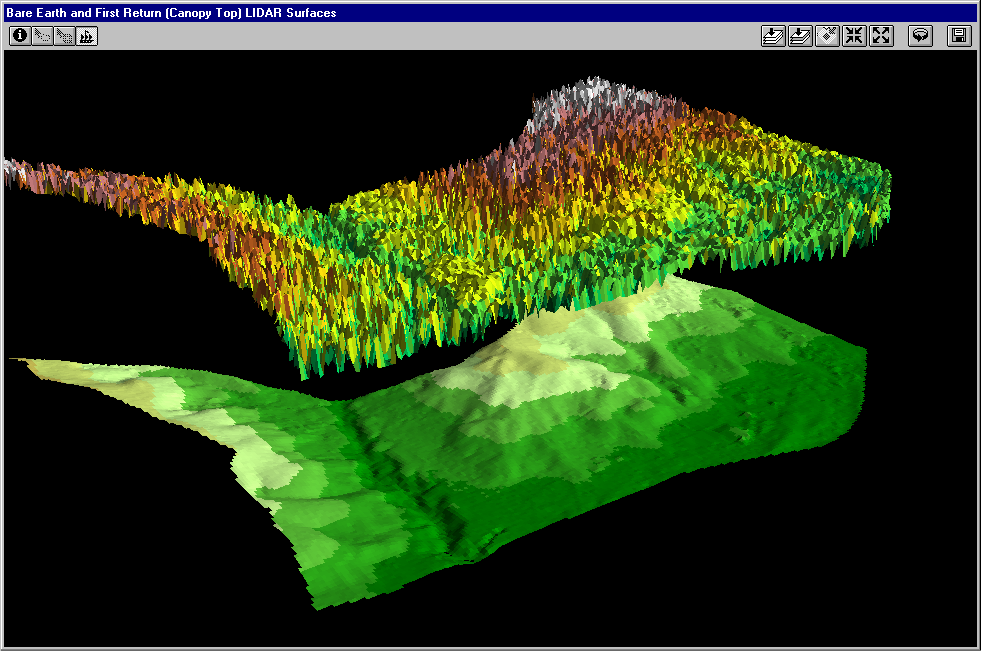 Bare Earth and First Return (Canopy Top) LIDAR Surfaces